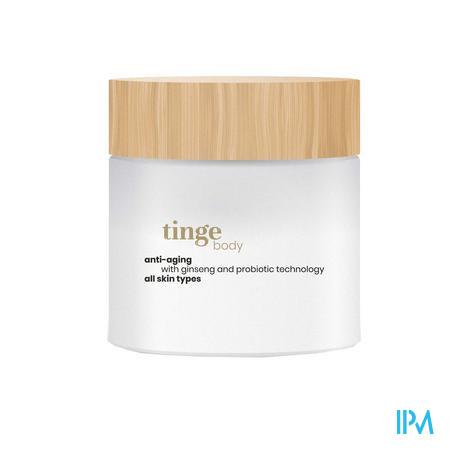 tinge
body
anti-aging
with ginseng and probiotic technology
all skin types
IPM